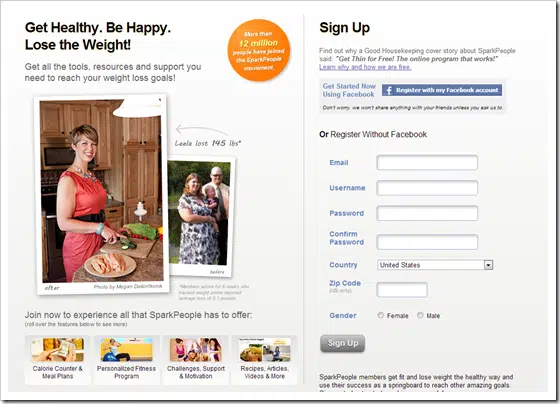 Get Healthy. Be Happy.
Lose the Weight!
Get all the tools, resources and support you
need to reach your weight loss goals!
More than
12 million
people have joined
the SparkPeople
movement.
Leela lost 145 lbs*
before
after
Photo by Megan
*Members active for 6 weeks, who
tracked weight online reported
average loss of 5.1 pounds
Join now to experience all that SparkPeople has to offer:
(roll over the features below to see more)
Calorie Counter &
Meal Plans
Personalized Fitness
Program
Challenges, Support
& Motivation
Recipes, Articles,
Videos & More
Sign Up
Find out why a Good Housekeeping cover story about SparkPeople
said: "Get Thin for Free! The online program that works!"
Learn why and how we are free.
Get Started Now
Using Facebook
f Register with my Facebook account
Don't worry, we won't share anything with your friends unless you ask us to.
Or Register Without Facebook
Email
Username
Password
Confirm
Password
Country
United States
Zip Code
(US only)
Gender
Female
Male
Sign Up
SparkPeople members get fit and lose weight the healthy way and
use their success as a springboard to reach other amazing goals.